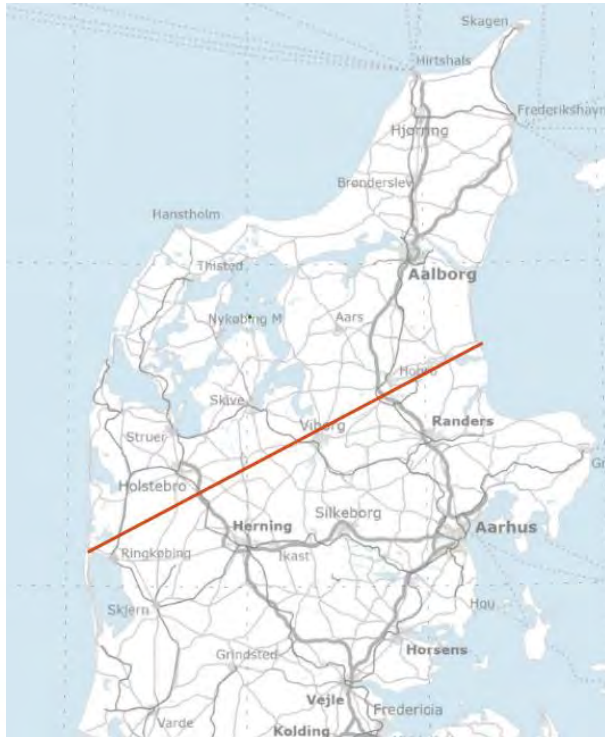 Skagen
Hirtshals
Frederikshavn
Hjørring
Brønderslev
Hanstholm
Thisted
Aalborg
Nykøbing M
Aars
Hobro
Skive
Viborg
Randers
Struer
Holstebro
Silkeborg
Herning
Aarhus
Ringkøbing
Ikast
Skjern
Hou
Grindsted
Horsens
Vejle
Fredericia
Varde
Kolding